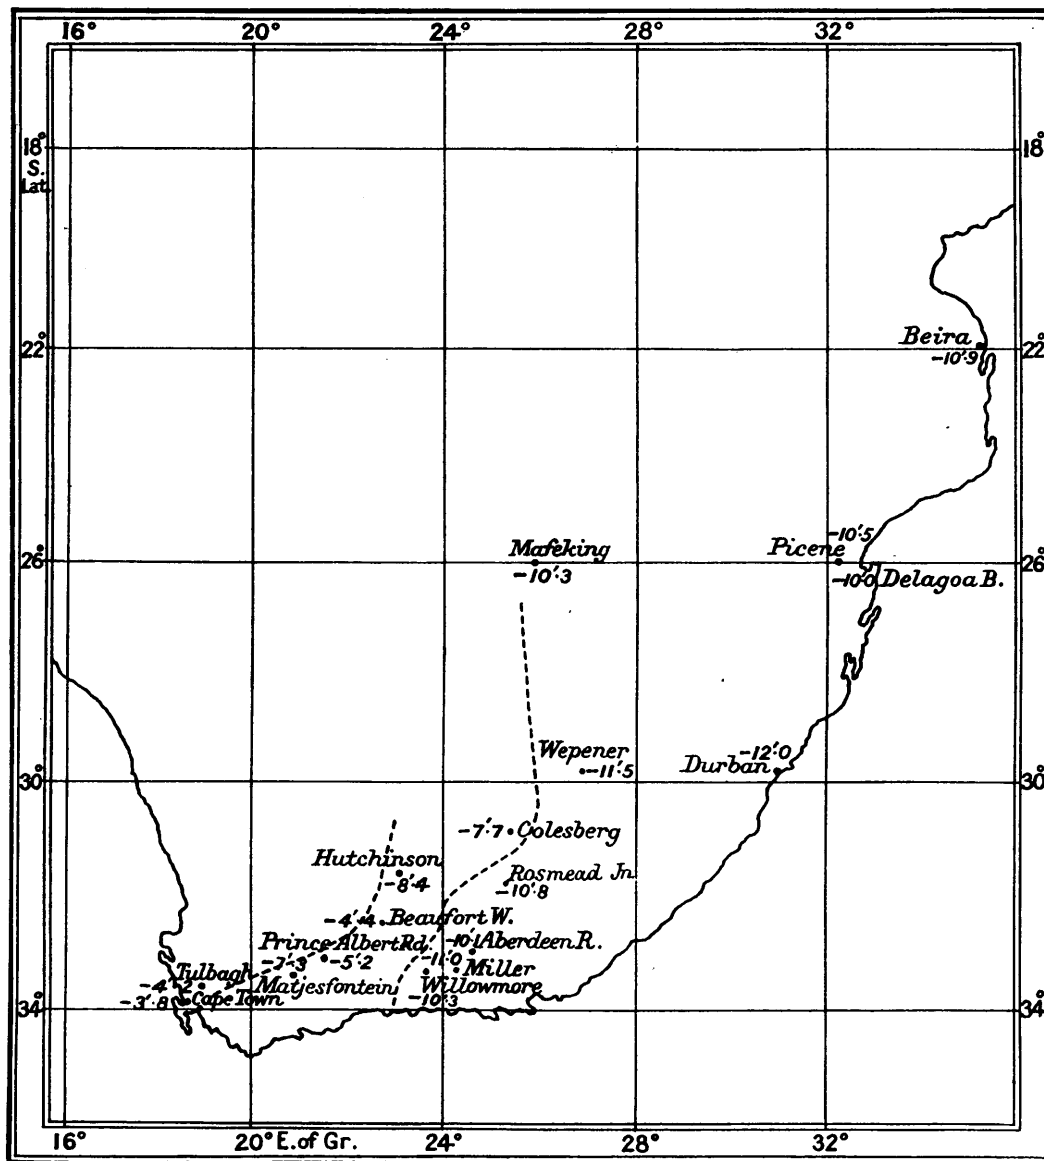 16° 20° 24° 28° 32°
18° 18°
S.
Lat.
Beira
22° 22°
-10'.9
-10'.5
Mafeking Picene
26° 26°
-10'.3 -10'.0 Delagoa B.
Wepener -12'.0
-11'.5 Durban
30° 30°
-7'.7 Colesberg
Hutchinson
-8'.4 Rosmead Jn.
-10'.8
-4'.4 Beaufort W.
Prince Albert Rd. -10'.1 Aberdeen R.
-7'.3 -5'.2 -11'.0
Tulbagh Miller
-4'.2 Matjesfontein Willowmore
-3'.8 Cape Town -10'.3
34° 34°
16° 20° E. of Gr. 24° 28° 32°